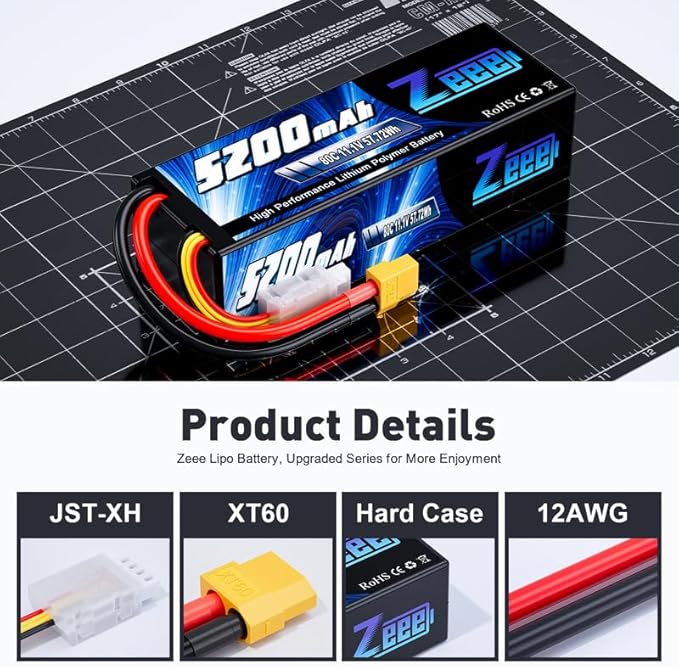 Zeee
RoHS CE
5200mAh
80C 11.1V 57.72Wh
High Performance Lithium Polymer Battery
Zeee
5200mAh
80C 11.1V 57.72Wh
Product Details
Zeee Lipo Battery, Upgraded Series for More Enjoyment
JST-XH
XT60
Hard Case
12AWG
XT60
RoHS CE
Zeee